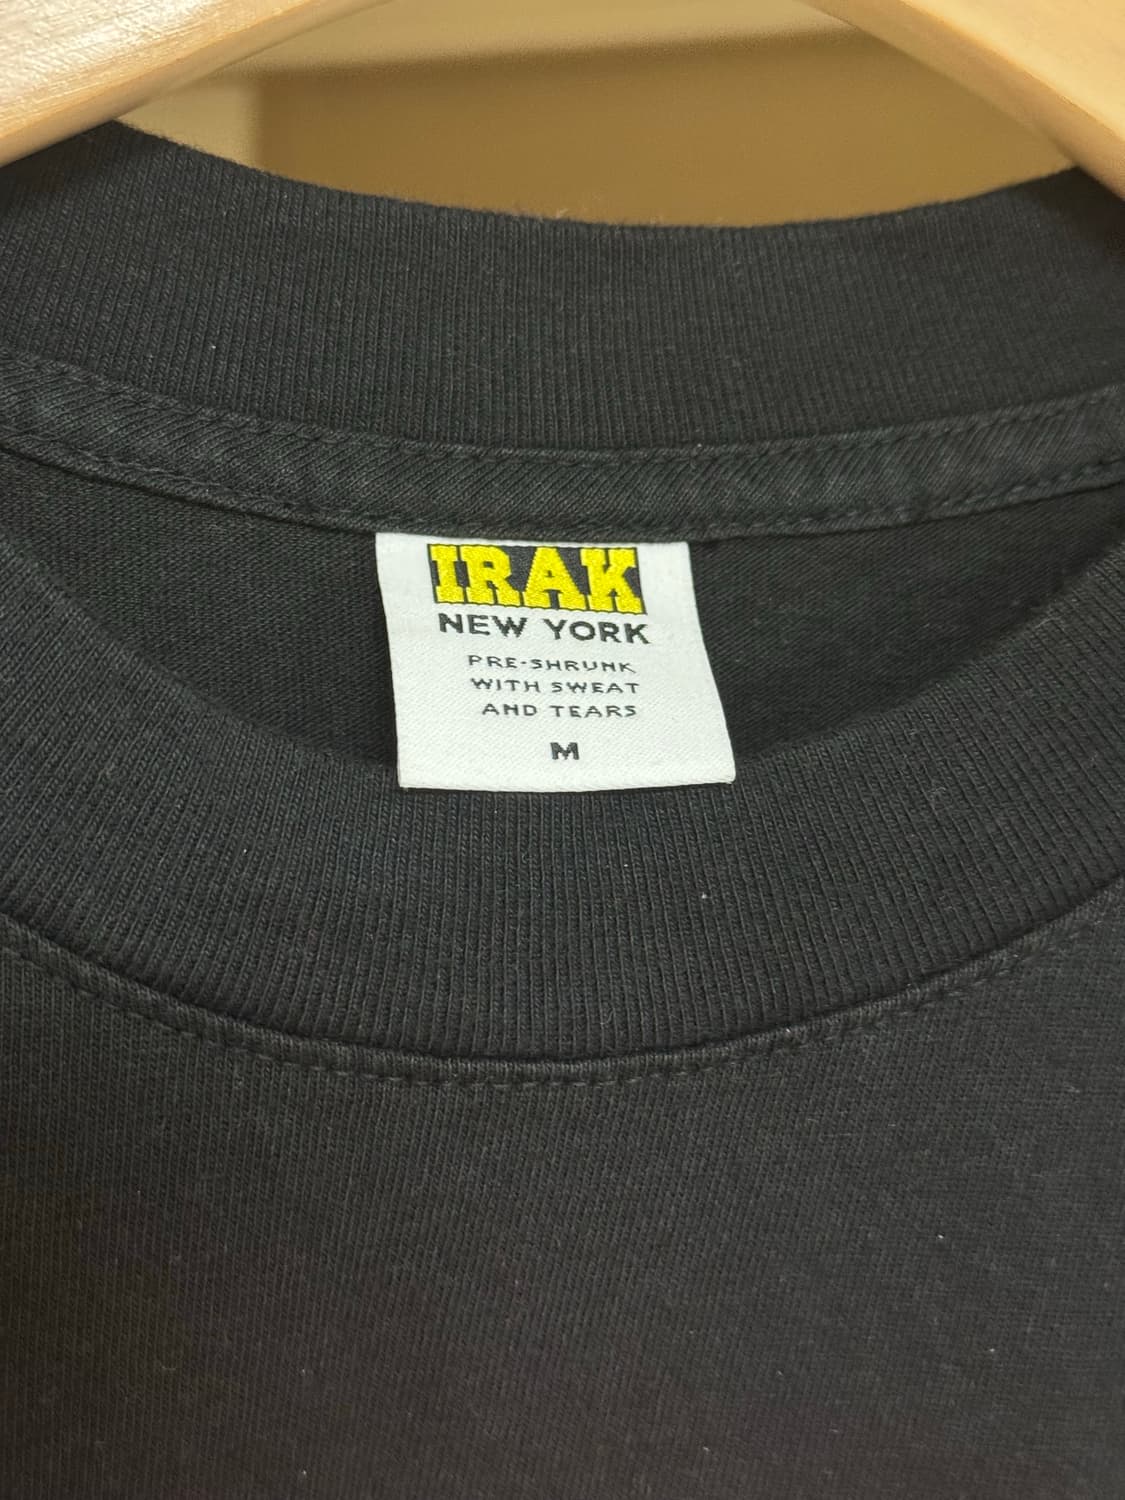 IRAK
NEW YORK
PRE-SHRUNK
WITH SWEAT
AND TEARS
M